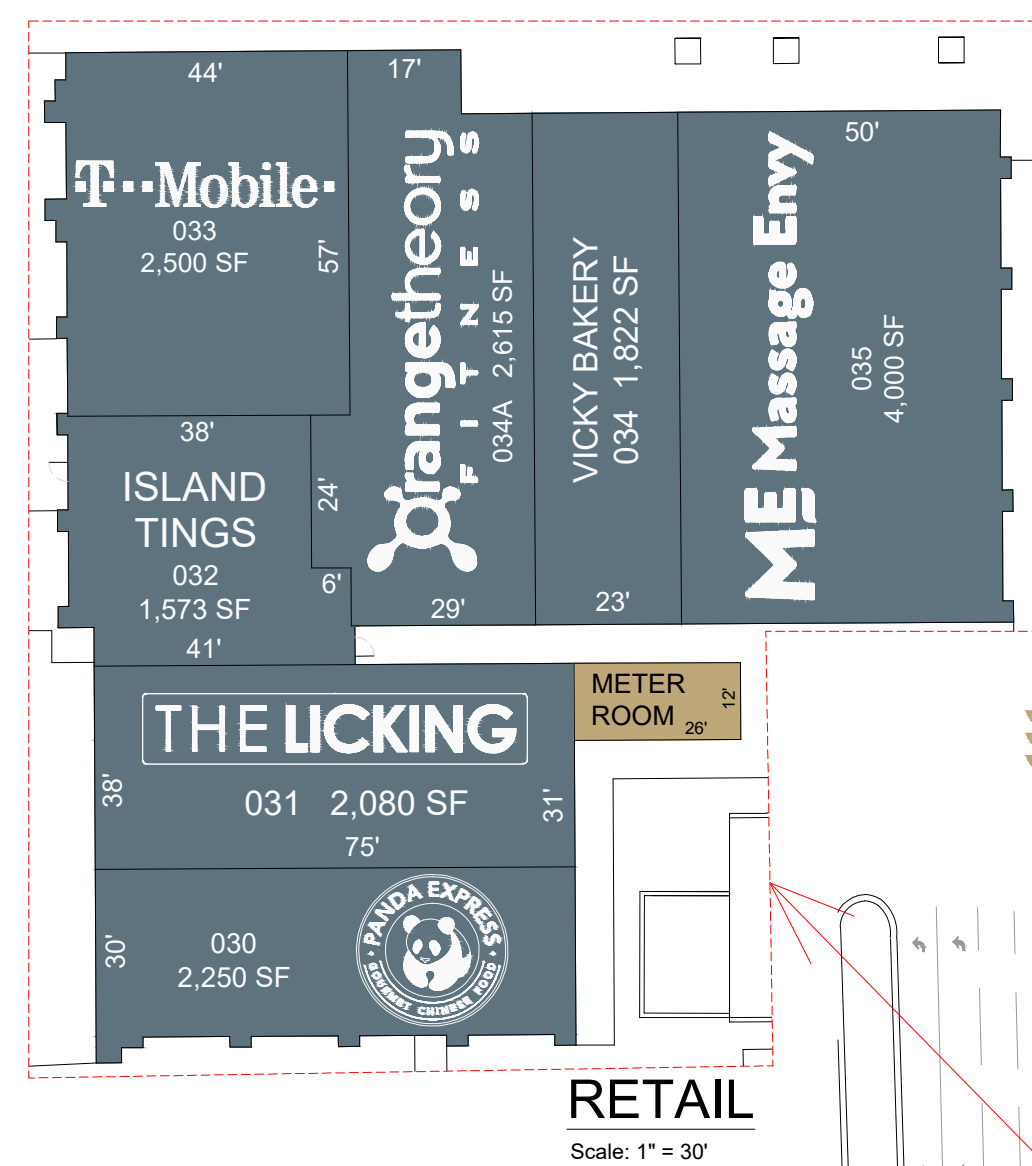 44'
T··Mobile·
033
2,500 SF
57'
17'
Orangetheory
FITNESS
034A 2,615 SF
29'
VICKY BAKERY
034 1,822 SF
23'
50'
ME Massage Envy
035
4,000 SF
38'
ISLAND
TINGS
032
1,573 SF
24'
6'
41'
THE LICKING
38'
031 2,080 SF
31'
75'
METER
ROOM
26'
12'
30'
030
2,250 SF
PANDA EXPRESS
GOURMET CHINESE FOOD
RETAIL
Scale: 1" = 30'